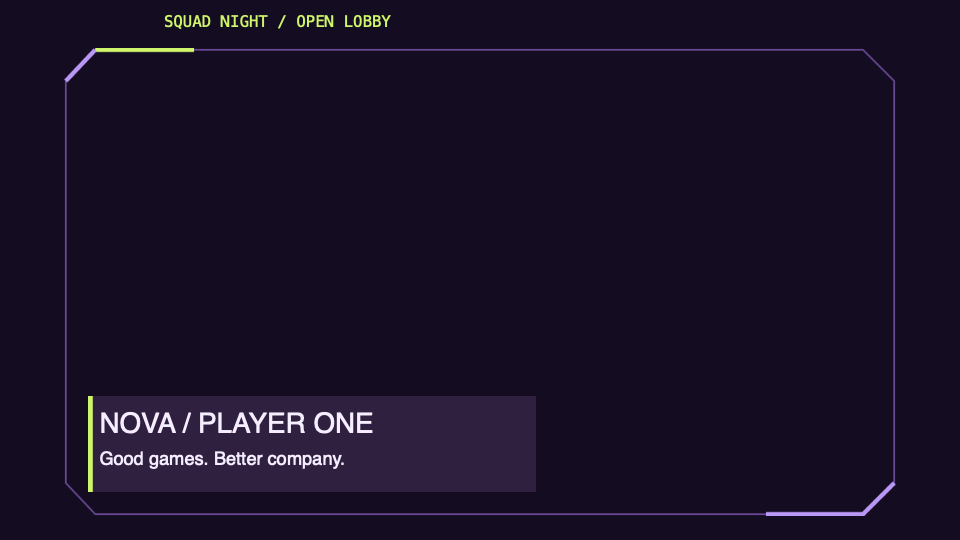 SQUAD NIGHT / OPEN LOBBY
NOVA / PLAYER ONE
Good games. Better company.